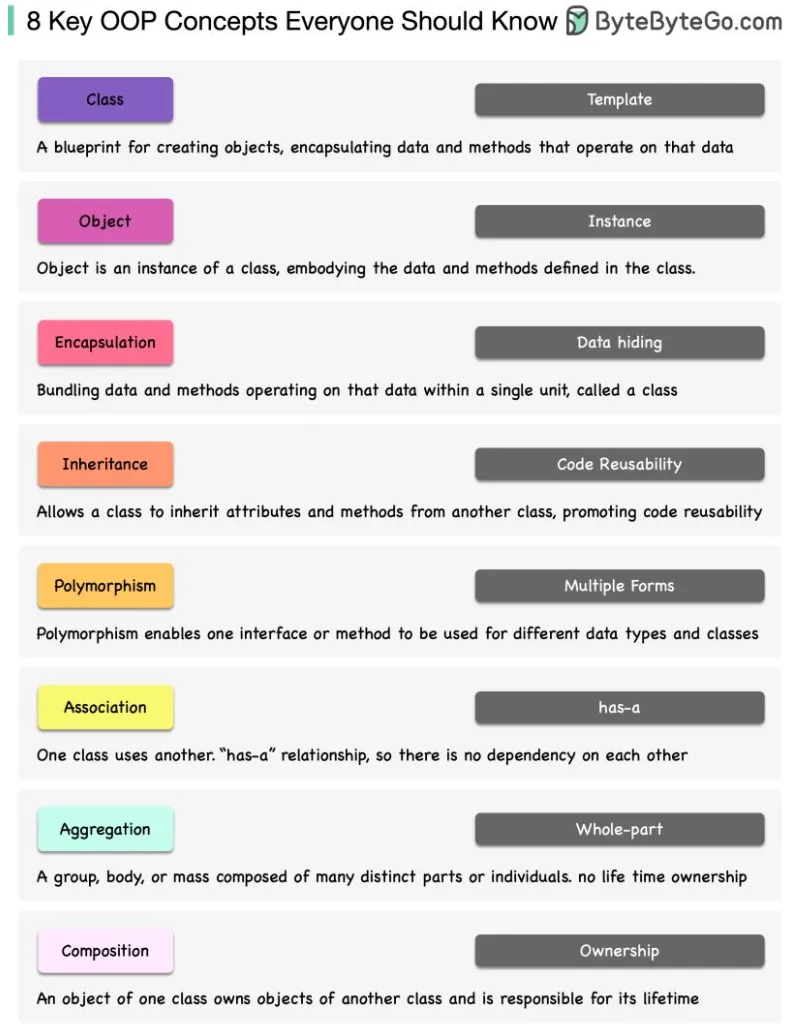 8 Key OOP Concepts Everyone Should Know ByteByteGo.com
Class
Template
A blueprint for creating objects, encapsulating data and methods that operate on that data
Object
Instance
Object is an instance of a class, embodying the data and methods defined in the class.
Encapsulation
Data hiding
Bundling data and methods operating on that data within a single unit, called a class
Inheritance
Code Reusability
Allows a class to inherit attributes and methods from another class, promoting code reusability
Polymorphism
Multiple Forms
Polymorphism enables one interface or method to be used for different data types and classes
Association
has-a
One class uses another. “has-a” relationship, so there is no dependency on each other
Aggregation
Whole-part
A group, body, or mass composed of many distinct parts or individuals. no life time ownership
Composition
Ownership
An object of one class owns objects of another class and is responsible for its lifetime